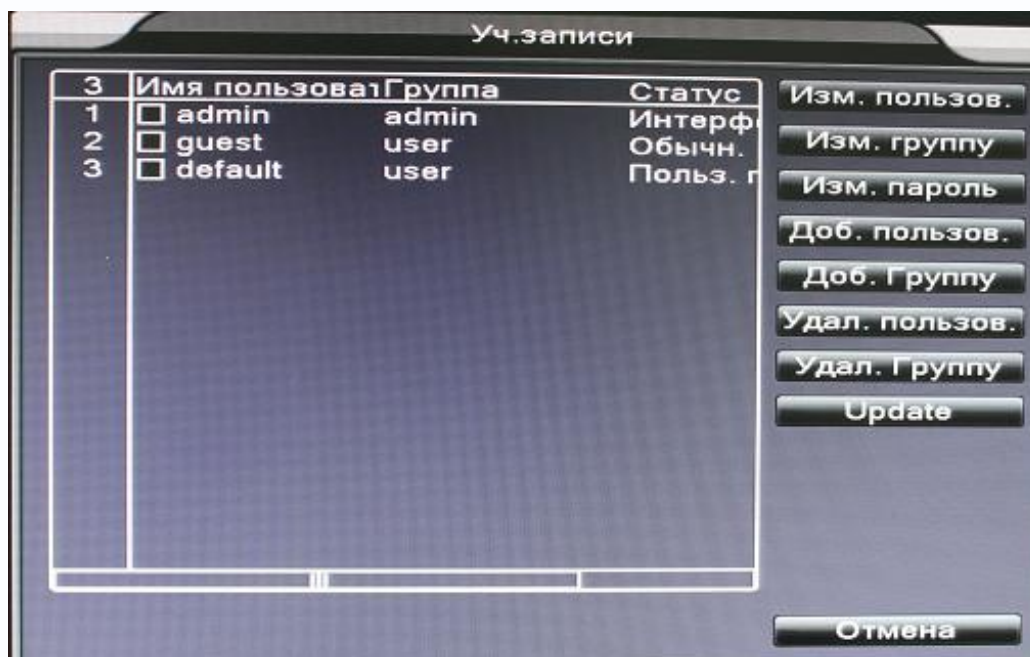 Уч.записи
3 Имя пользоват Группа Статус
1 admin admin Интерф
2 guest user Обычн.
3 default user Польз. г
Изм. пользов.
Изм. группу
Изм. пароль
Доб. пользов.
Доб. Группу
Удал. пользов.
Удал. Группу
Update
Отмена